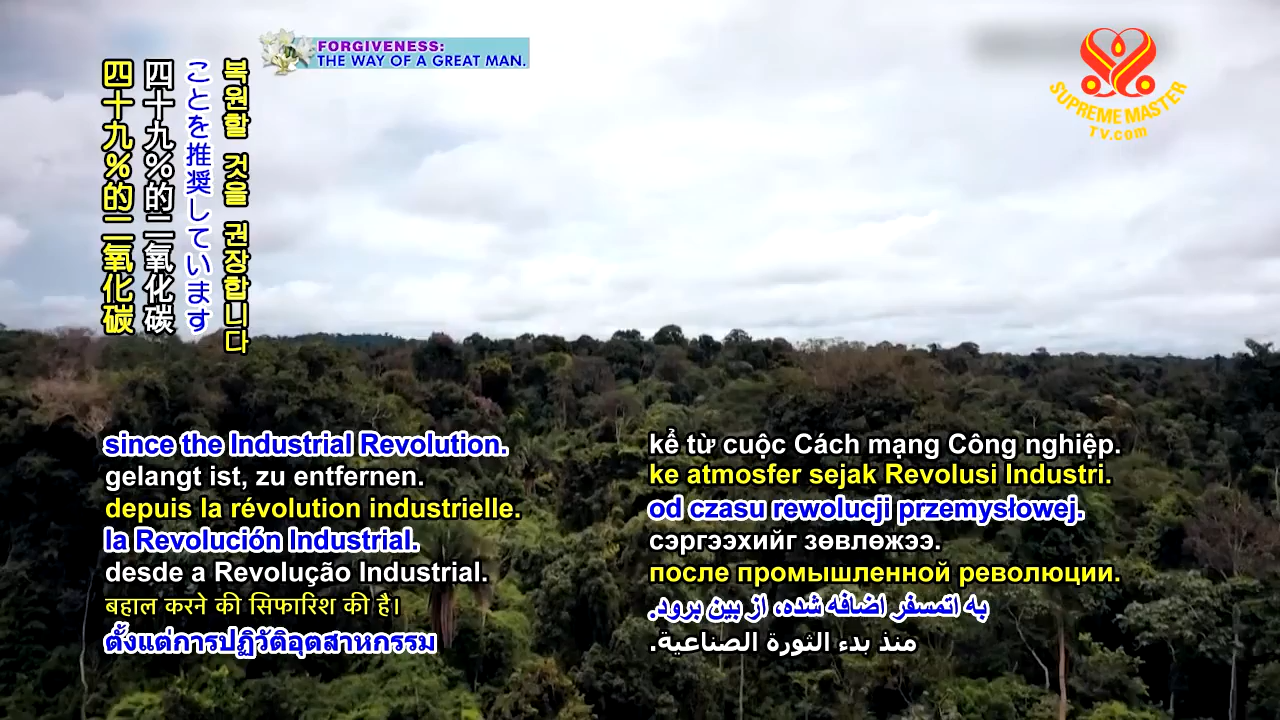 FORGIVENESS:
THE WAY OF A GREAT MAN.
SUPREME MASTER
TV.com
복원할 것을 권장합니다
ことを推奨しています
四十九%的二氧化碳
四十九%的二氧化碳
since the Industrial Revolution.
gelangt ist, zu entfernen.
depuis la révolution industrielle.
la Revolución Industrial.
desde a Revolução Industrial.
बहाल करने की सिफारिश की है।
ตั้งแต่การปฏิวัติอุตสาหกรรม
kể từ cuộc Cách mạng Công nghiệp.
ke atmosfer sejak Revolusi Industri.
od czasu rewolucji przemysłowej.
сэргээхийг зөвлөжээ.
после промышленной революции.
به اتمسفر اضافه شده، از بین برود.
منذ بدء الثورة الصناعية.